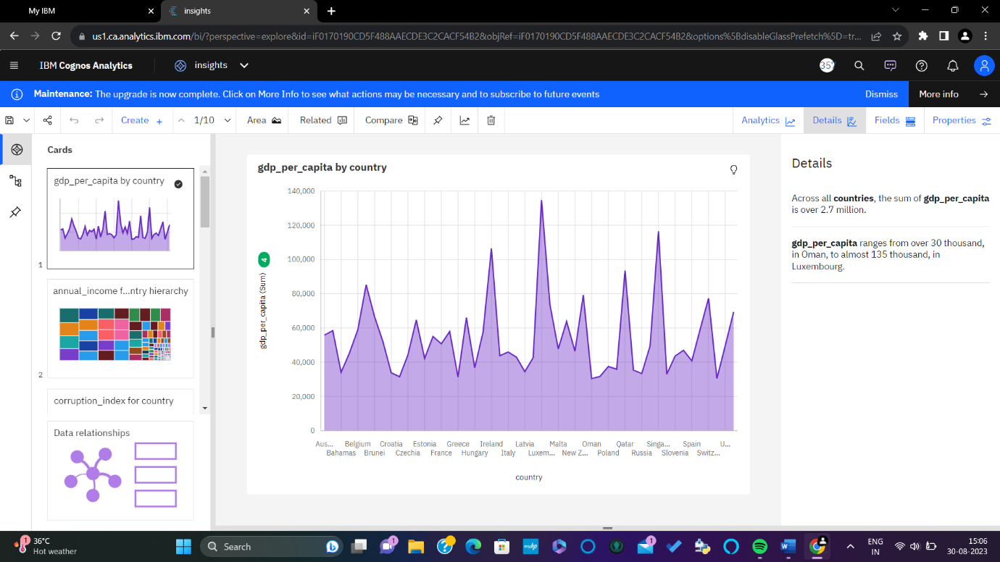 My IBM
insights
us1.ca.analytics.ibm.com/bi/?perspective=explore&id=iF0170190CD5F488AAECDE3C2CACF54B2&objRef=iF0170190CD5F488AAECDE3C2CACF54B2&options%5BdisableGlassPrefetch%5D=tr...
IBM Cognos Analytics
insights
Maintenance: The upgrade is now complete. Click on More Info to see what actions may be necessary and to subscribe to future events
Dismiss
More info
Create
1/10
Area
Related
Compare
Analytics
Details
Fields
Properties
Cards
gdp_per_capita by country
1
annual_income f...ntry hierarchy
2
corruption_index for country
Data relationships
gdp_per_capita by country
140,000
120,000
100,000
80,000
60,000
40,000
20,000
0
4
gdp_per_capita (Sum)
Aus... Belgium Croatia Estonia Greece Ireland Latvia Malta Oman Qatar Singa... Spain U...
Bahamas Brunei Czechia France Hungary Italy Luxem... New Z... Poland Russia Slovenia Switz...
country
Details
Across all countries, the sum of gdp_per_capita
is over 2.7 million.
gdp_per_capita ranges from over 30 thousand,
in Oman, to almost 135 thousand, in
Luxembourg.
1
36°C
Hot weather
Search
1
myhp
1
ENG
IN
15:06
30-08-2023